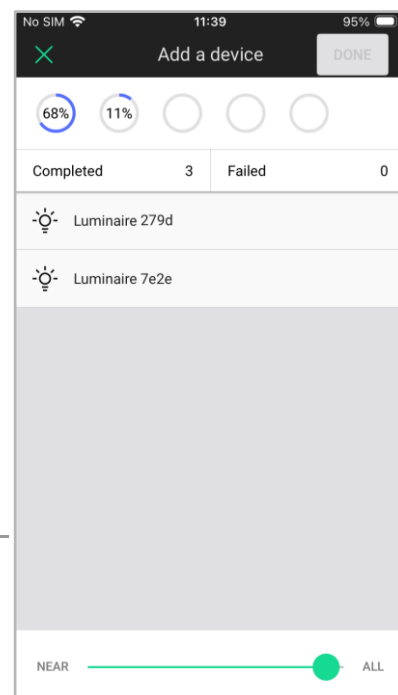 No SIM 11:39 95%
Add a device DONE
68% 11%
Completed 3 Failed 0
Luminaire 279d
Luminaire 7e2e
NEAR ALL